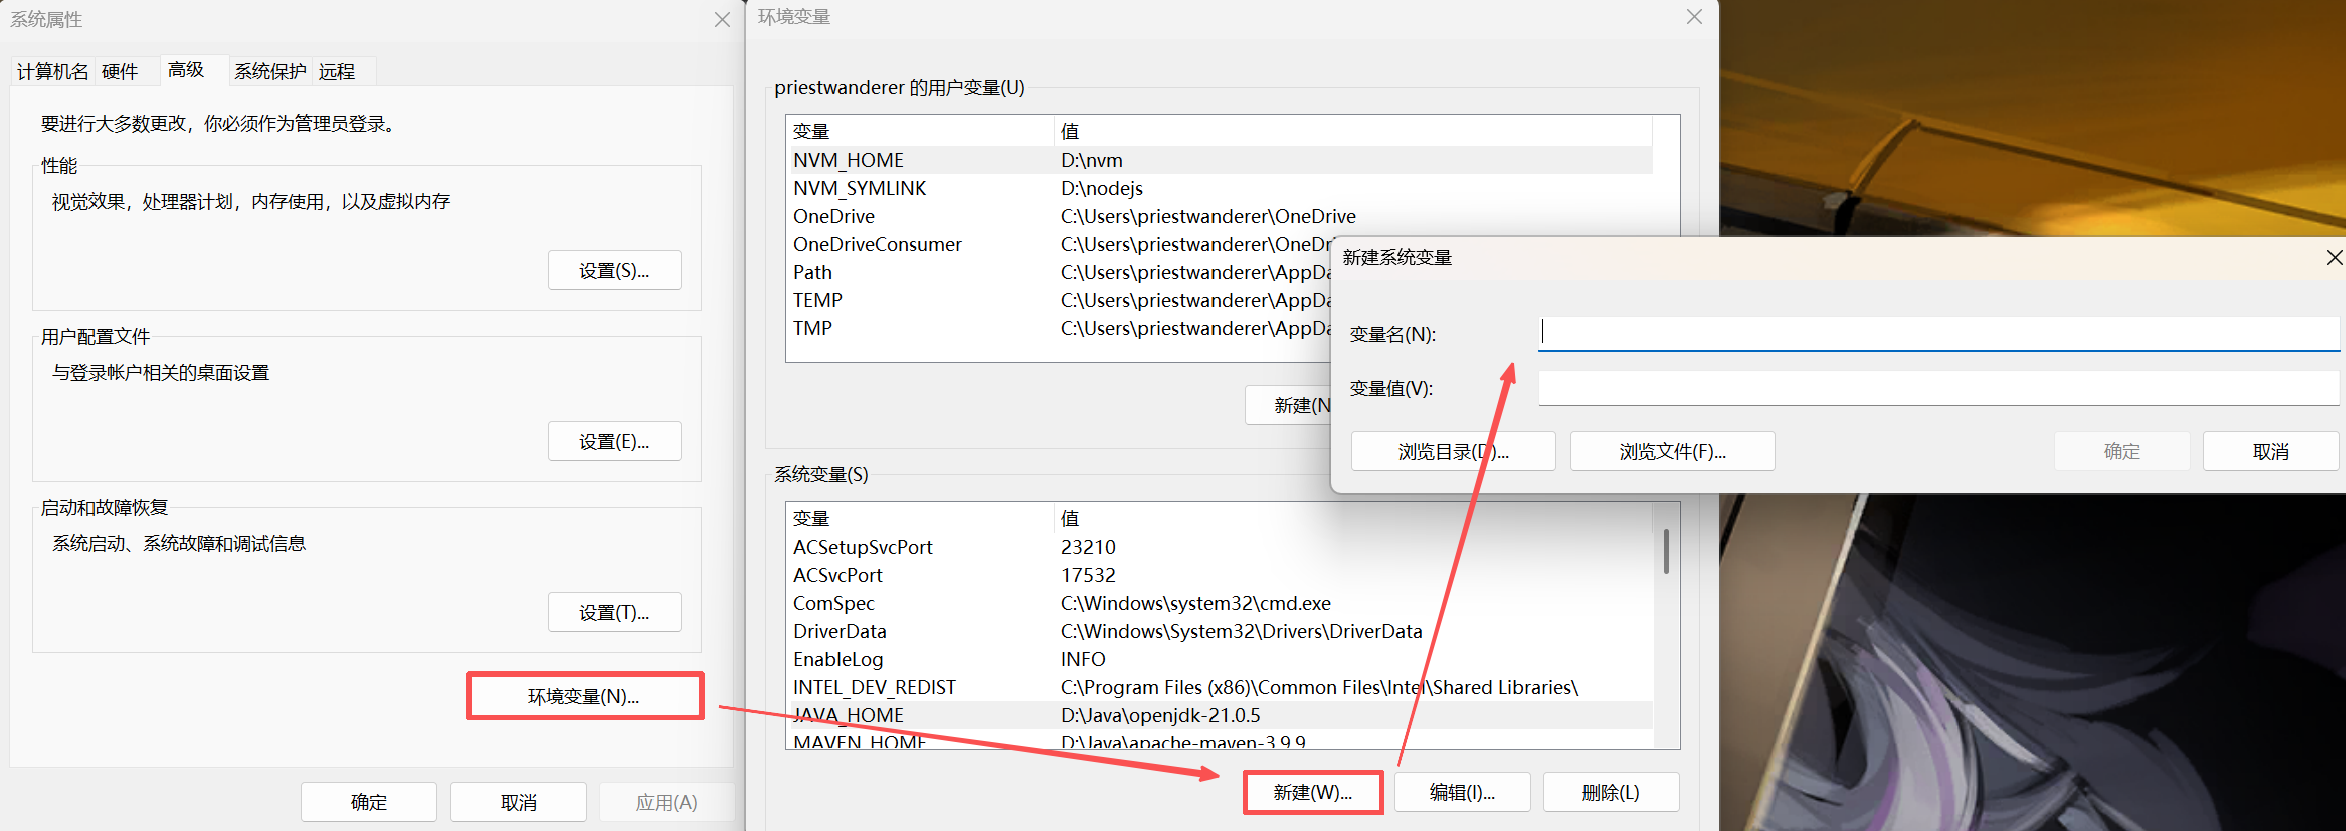 系统属性
计算机名 硬件 高级 系统保护 远程
要进行大多数更改，你必须作为管理员登录。
性能
视觉效果，处理器计划，内存使用，以及虚拟内存
设置(S)...
用户配置文件
与登录帐户相关的桌面设置
设置(E)...
启动和故障恢复
系统启动、系统故障和调试信息
设置(T)...
环境变量(N)...
确定 取消 应用(A)
环境变量
priestwanderer 的用户变量(U)
变量 值
NVM_HOME D:\nvm
NVM_SYMLINK D:\nodejs
OneDrive C:\Users\priestwanderer\OneDrive
OneDriveConsumer C:\Users\priestwanderer\OneDri
Path C:\Users\priestwanderer\AppDa
TEMP C:\Users\priestwanderer\AppDa
TMP C:\Users\priestwanderer\AppDa
新建(N
系统变量(S)
变量 值
ACSetupSvcPort 23210
ACSvcPort 17532
ComSpec C:\Windows\system32\cmd.exe
DriverData C:\Windows\System32\Drivers\DriverData
EnableLog INFO
INTEL_DEV_REDIST C:\Program Files (x86)\Common Files\Intel\Shared Libraries\
JAVA_HOME D:\Java\openjdk-21.0.5
MAVEN_HOME D:\Java\apache-maven-3.9.9
新建(W)... 编辑(I)... 删除(L)
新建系统变量
变量名(N):
变量值(V):
浏览目录(D)... 浏览文件(F)... 确定 取消